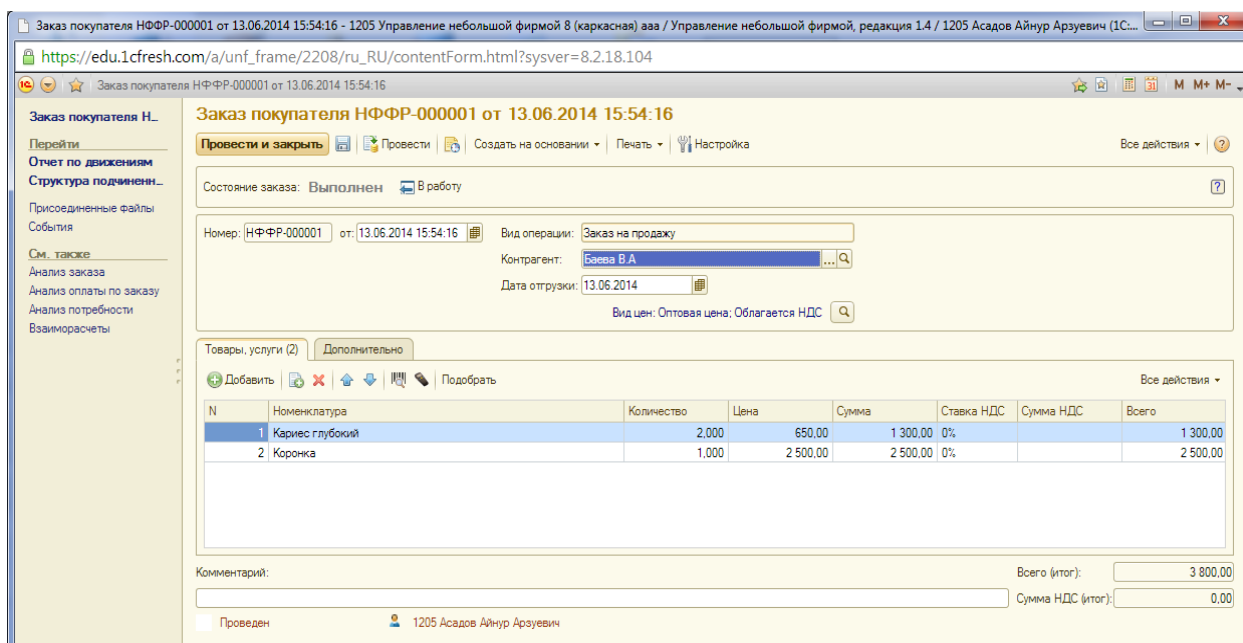 Заказ покупателя НФФР-000001 от 13.06.2014 15:54:16 - 1205 Управление небольшой фирмой 8 (каркасная) ааа / Управление небольшой фирмой, редакция 1.4 / 1205 Асадов Айнур Арзуевич (1С:...
https://edu.1cfresh.com/a/unf_frame/2208/ru_RU/contentForm.html?sysver=8.2.18.104
Заказ покупателя НФФР-000001 от 13.06.2014 15:54:16 31 M M+ M-
Заказ покупателя Н...
Перейти
Отчет по движениям
Структура подчиненн...
Присоединенные файлы
События
См. также
Анализ заказа
Анализ оплаты по заказу
Анализ потребности
Взаиморасчеты
Заказ покупателя НФФР-000001 от 13.06.2014 15:54:16
Провести и закрыть Провести Создать на основании Печать Настройка Все действия ?
Состояние заказа: Выполнен В работу ?
Номер: НФФР-000001 от: 13.06.2014 15:54:16 Вид операции: Заказ на продажу
Контрагент: Баева В.А ...
Дата отгрузки: 13.06.2014
Вид цен: Оптовая цена; Облагается НДС
Товары, услуги (2) Дополнительно
Добавить Подобрать Все действия
N Номенклатура Количество Цена Сумма Ставка НДС Сумма НДС Всего
1 Кариес глубокий 2,000 650,00 1 300,00 0% 1 300,00
2 Коронка 1,000 2 500,00 2 500,00 0% 2 500,00
Комментарий: Всего (итог): 3 800,00
Сумма НДС (итог): 0,00
Проведен 1205 Асадов Айнур Арзуевич